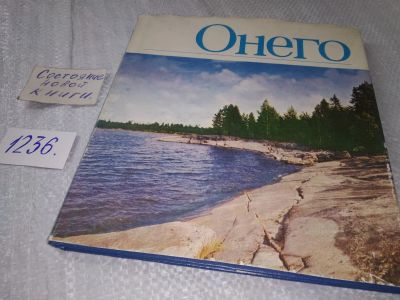 Онего
Состояние
новой
книги.
1236.